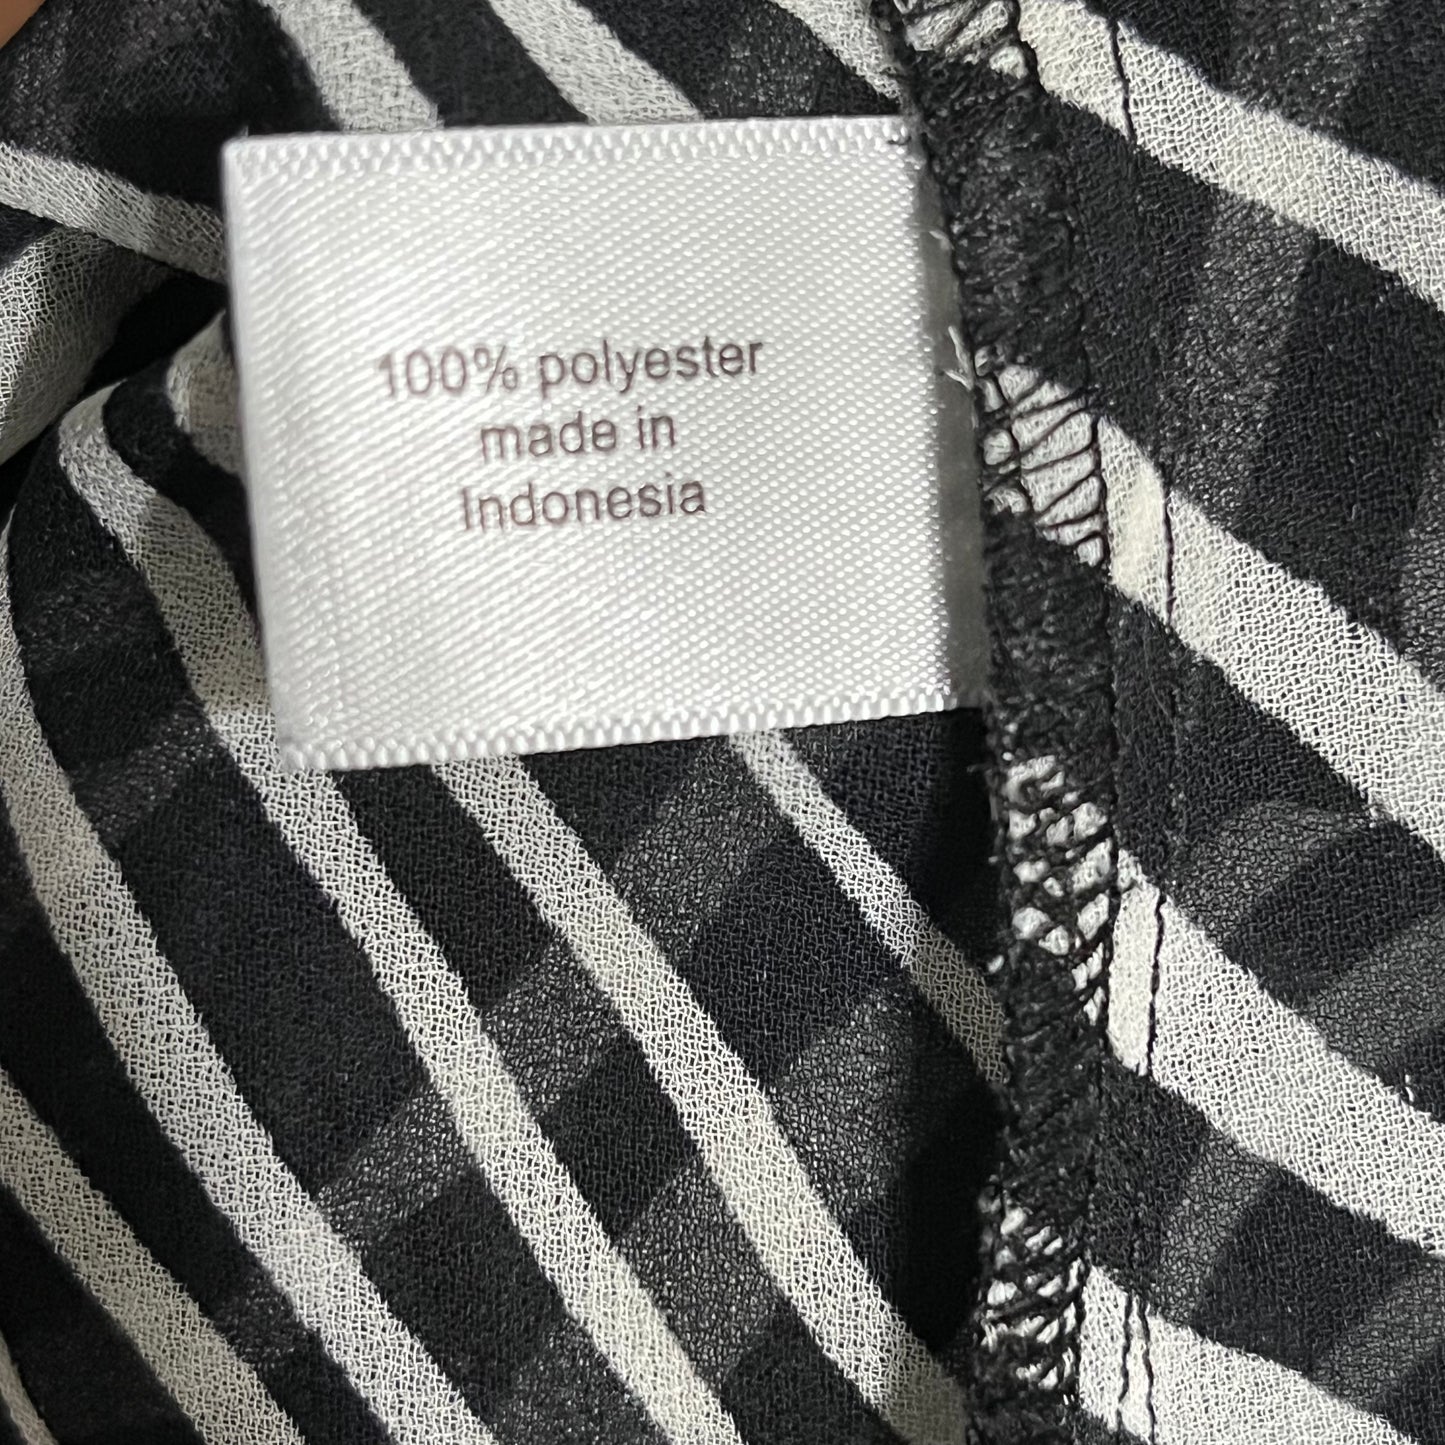 100% polyester
made in
Indonesia